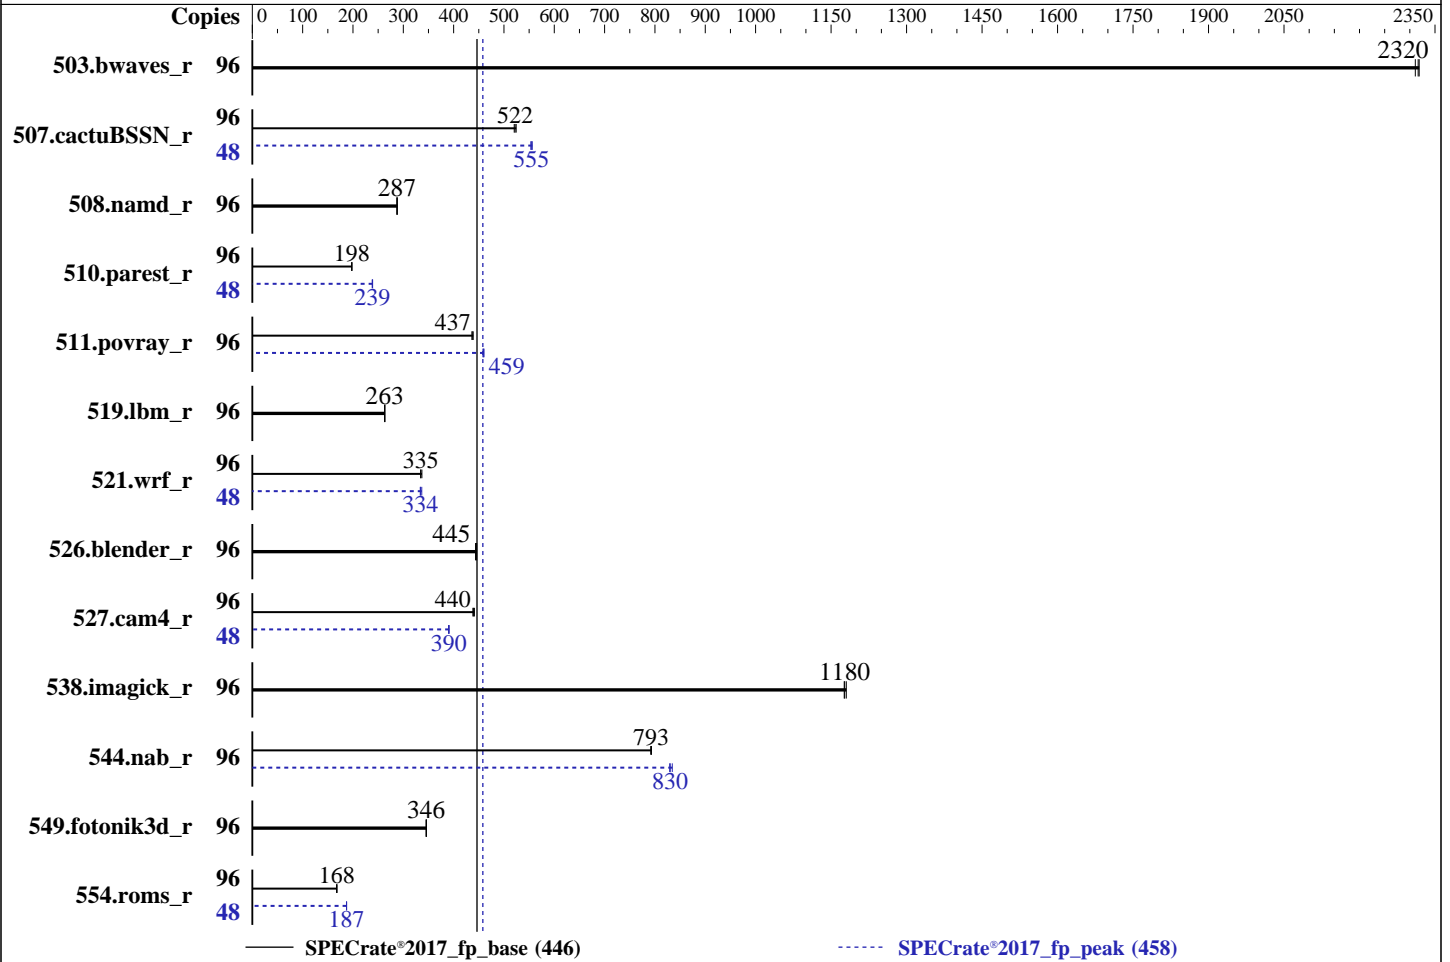 Copies 0 100 200 300 400 500 600 700 800 900 1000 1150 1300 1450 1600 1750 1900 2050 2350
503.bwaves_r 96 2320
507.cactuBSSN_r 96 522
48 555
508.namd_r 96 287
510.parest_r 96 198
48 239
511.povray_r 96 437
459
519.lbm_r 96 263
521.wrf_r 96 335
48 334
526.blender_r 96 445
527.cam4_r 96 440
48 390
538.imagick_r 96 1180
544.nab_r 96 793
830
549.fotonik3d_r 96 346
554.roms_r 96 168
48 187
SPECrate®2017_fp_base (446) SPECrate®2017_fp_peak (458)